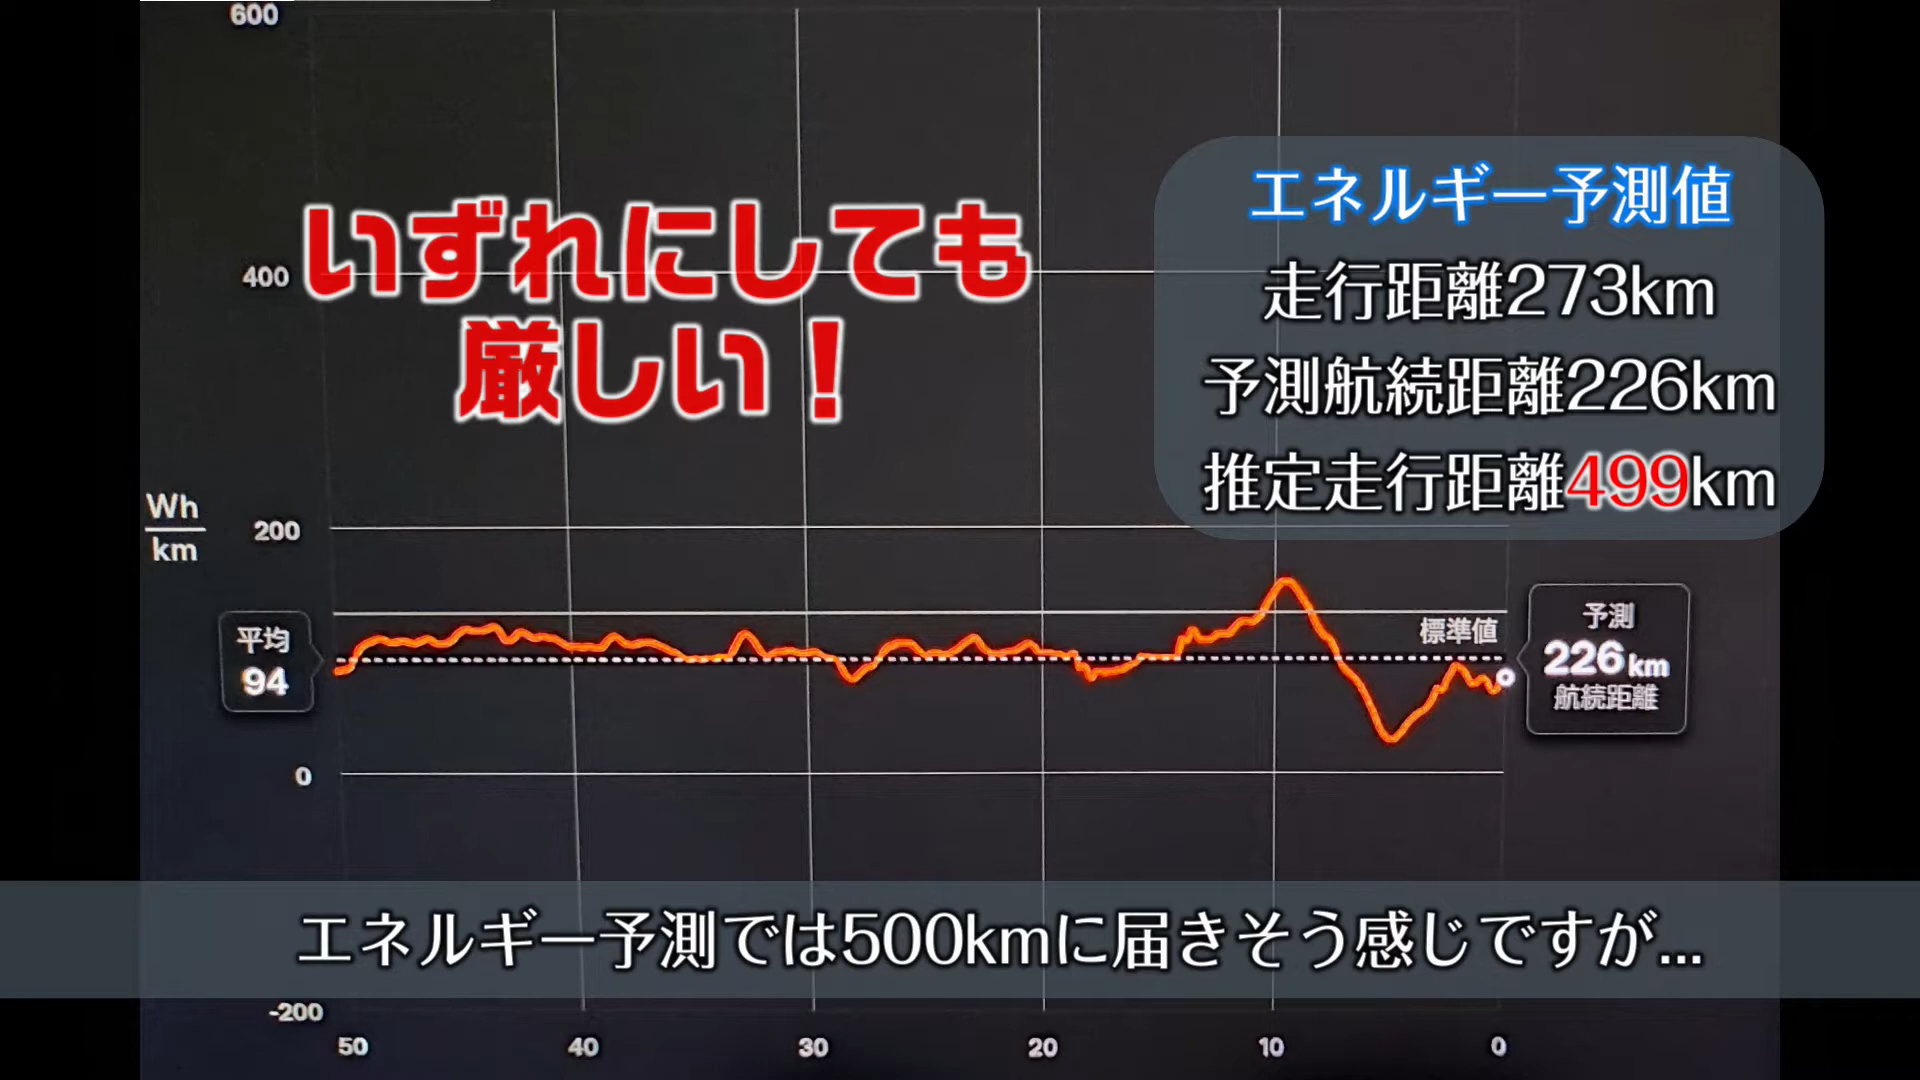 600
400
200
0
-200
Wh
km
いずれにしても
厳しい！
エネルギー予測値
走行距離273km
予測航続距離226km
推定走行距離499km
平均
94
標準値
予測
226km
航続距離
エネルギー予測では500kmに届きそう感じですが...
50 40 30 20 10 0